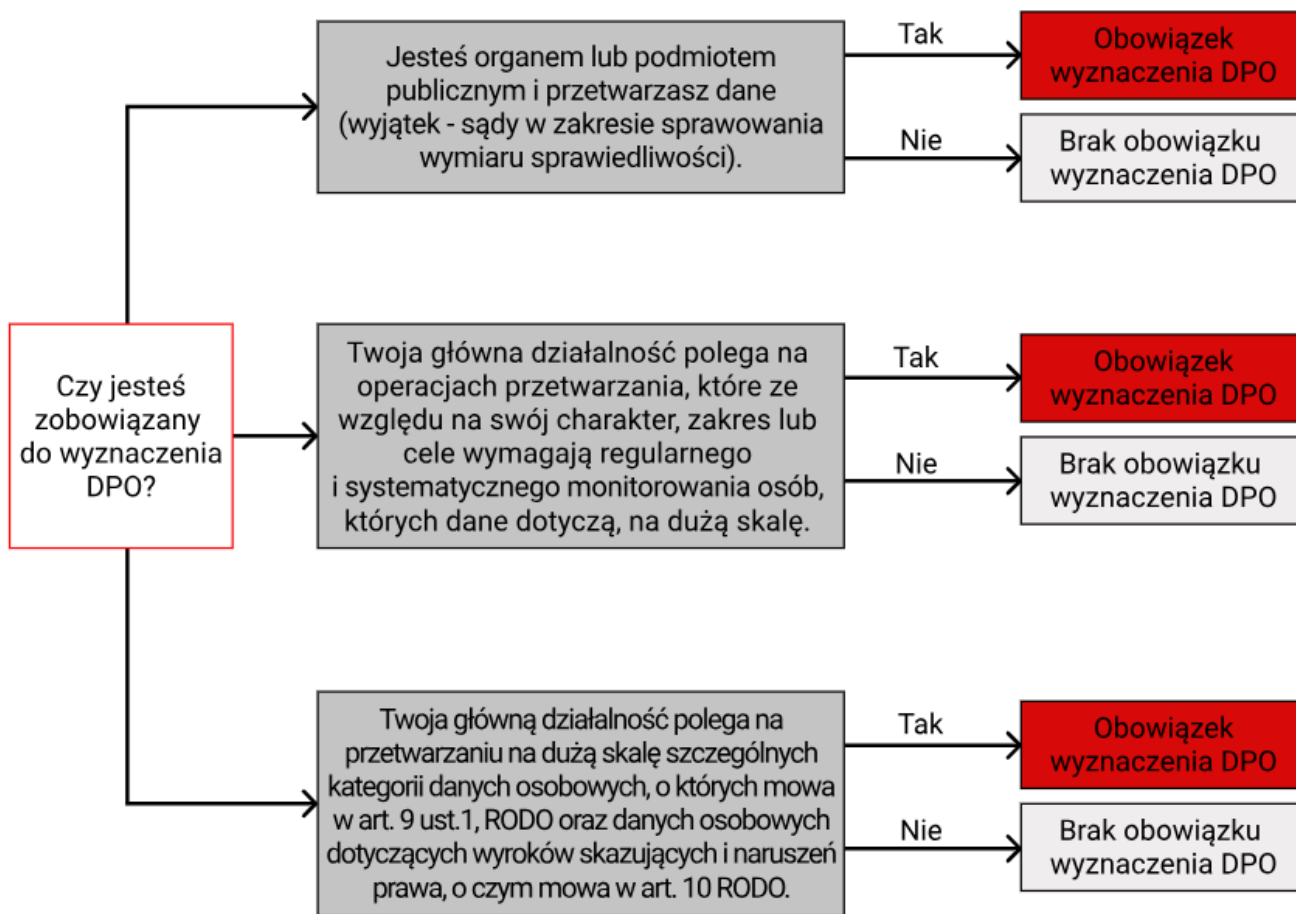 Czy jesteś
zobowiązany
do wyznaczenia
DPO?
Jesteś organem lub podmiotem
publicznym i przetwarzasz dane
(wyjątek - sądy w zakresie sprawowania
wymiaru sprawiedliwości).
Tak
Obowiązek
wyznaczenia DPO
Nie
Brak obowiązku
wyznaczenia DPO
Twoja główna działalność polega na
operacjach przetwarzania, które ze
względu na swój charakter, zakres lub
cele wymagają regularnego
i systematycznego monitorowania osób,
których dane dotyczą, na dużą skalę.
Tak
Obowiązek
wyznaczenia DPO
Nie
Brak obowiązku
wyznaczenia DPO
Twoja główną działalność polega na
przetwarzaniu na dużą skalę szczególnych
kategorii danych osobowych, o których mowa
w art. 9 ust.1, RODO oraz danych osobowych
dotyczących wyroków skazujących i naruszeń
prawa, o czym mowa w art. 10 RODO.
Tak
Obowiązek
wyznaczenia DPO
Nie
Brak obowiązku
wyznaczenia DPO